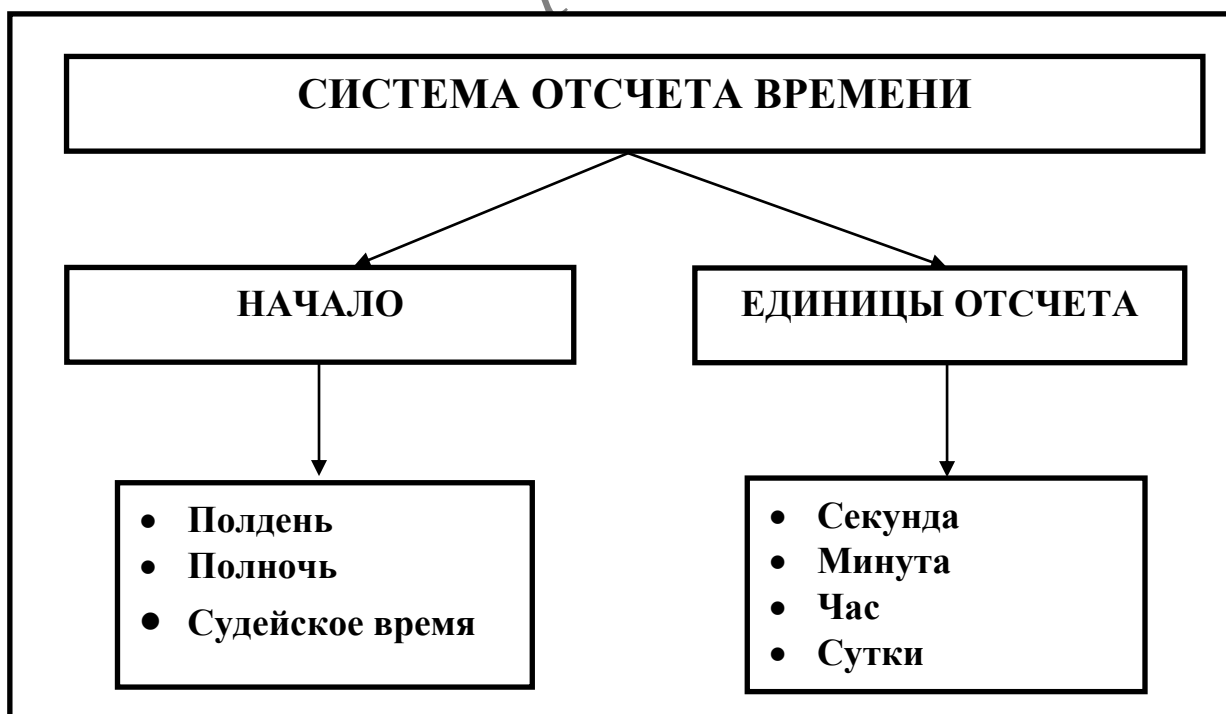 СИСТЕМА ОТСЧЕТА ВРЕМЕНИ
НАЧАЛО
ЕДИНИЦЫ ОТСЧЕТА
• Полдень
• Полночь
• Судейское время
• Секунда
• Минута
• Час
• Сутки